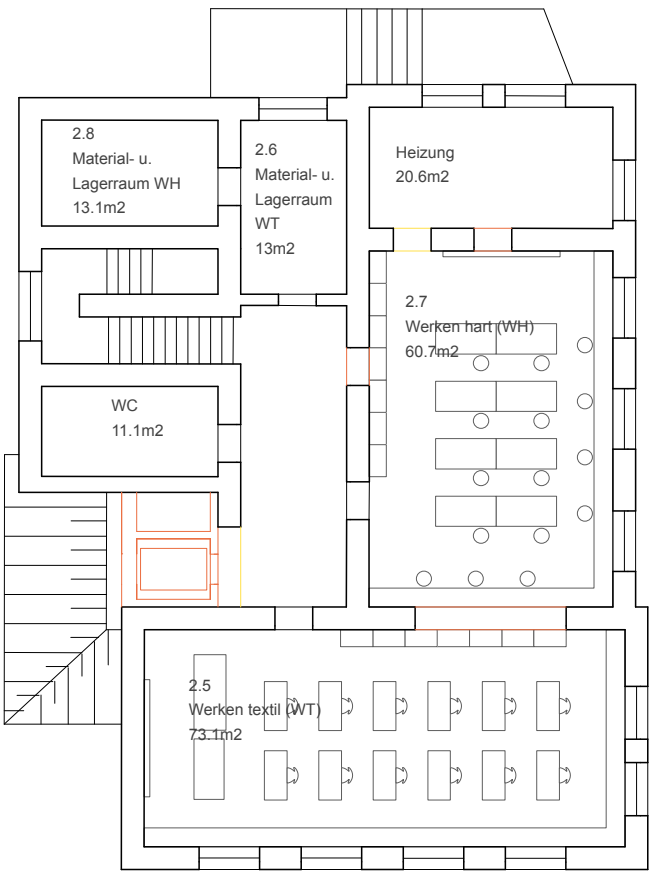 2.8
Material- u.
Lagerraum WH
13.1m2
2.6
Material- u.
Lagerraum
WT
13m2
Heizung
20.6m2
2.7
Werken hart (WH)
60.7m2
WC
11.1m2
2.5
Werken textil (WT)
73.1m2